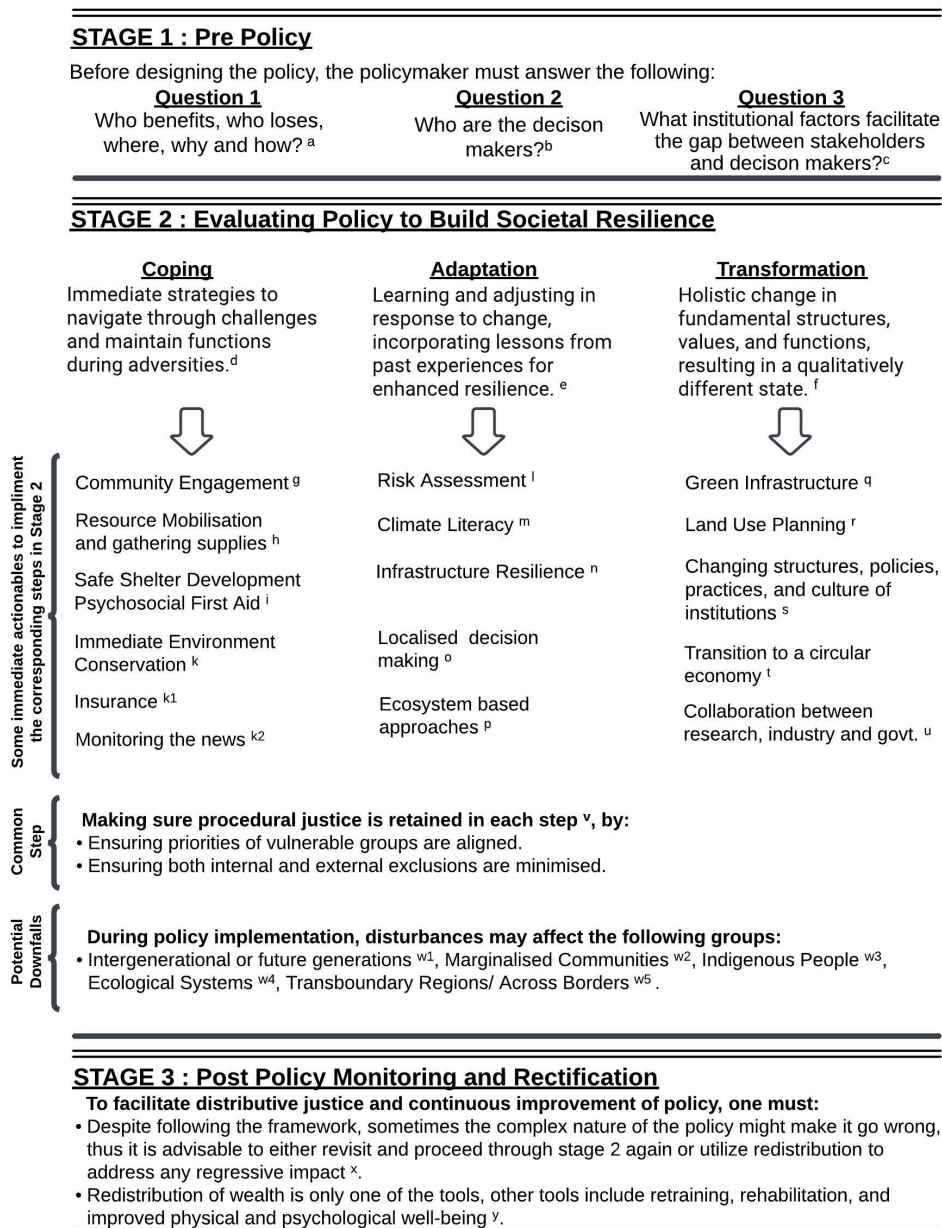 STAGE 1 : Pre Policy
Before designing the policy, the policymaker must answer the following:
Question 1
Who benefits, who loses,
where, why and how? a
Question 2
Who are the decison
makers?b
Question 3
What institutional factors facilitate
the gap between stakeholders
and decison makers?c
STAGE 2 : Evaluating Policy to Build Societal Resilience
Coping
Immediate strategies to
navigate through challenges
and maintain functions
during adversities.d
Adaptation
Learning and adjusting in
response to change,
incorporating lessons from
past experiences for
enhanced resilience. e
Transformation
Holistic change in
fundamental structures,
values, and functions,
resulting in a qualitatively
different state. f
Some immediate actionables to impliment
the corresponding steps in Stage 2
Community Engagement g
Resource Mobilisation
and gathering supplies h
Safe Shelter Development
Psychosocial First Aid i
Immediate Environment
Conservation k
Insurance k1
Monitoring the news k2
Risk Assessment l
Climate Literacy m
Infrastructure Resilience n
Localised decision
making o
Ecosystem based
approaches p
Green Infrastructure q
Land Use Planning r
Changing structures, policies,
practices, and culture of
institutions s
Transition to a circular
economy t
Collaboration between
research, industry and govt. u
Common
Step
Making sure procedural justice is retained in each step v, by:
• Ensuring priorities of vulnerable groups are aligned.
• Ensuring both internal and external exclusions are minimised.
Potential
Downfalls
During policy implementation, disturbances may affect the following groups:
• Intergenerational or future generations w1, Marginalised Communities w2, Indigenous People w3,
Ecological Systems w4, Transboundary Regions/ Across Borders w5 .
STAGE 3 : Post Policy Monitoring and Rectification
To facilitate distributive justice and continuous improvement of policy, one must:
• Despite following the framework, sometimes the complex nature of the policy might make it go wrong,
thus it is advisable to either revisit and proceed through stage 2 again or utilize redistribution to
address any regressive impact x.
• Redistribution of wealth is only one of the tools, other tools include retraining, rehabilitation, and
improved physical and psychological well-being y.